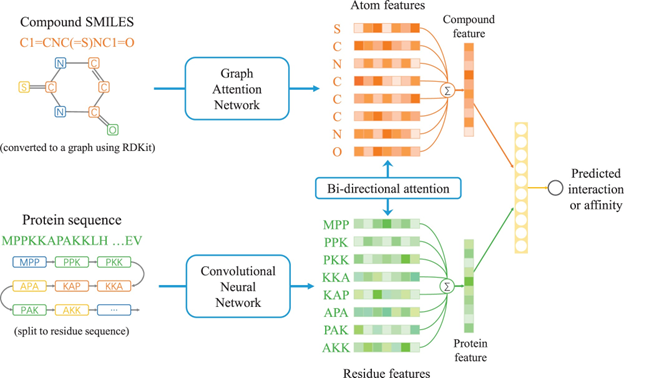 Compound SMILES
C1=CNC(=S)NC1=O
N
C
S
C
C
N
C
O
(converted to a graph using RDKit)
Graph
Attention
Network
Atom features
S
C
N
C
C
C
N
O
Compound
feature
Σ
Bi-directional attention
Predicted
interaction
or affinity
Protein sequence
MPPKKAPAKKLH ...EV
MPP
PPK
PKK
APA
KAP
KKA
PAK
AKK
...
(split to residue sequence)
Convolutional
Neural
Network
MPP
PPK
PKK
KKA
KAP
APA
PAK
AKK
Residue features
Σ
Protein
feature